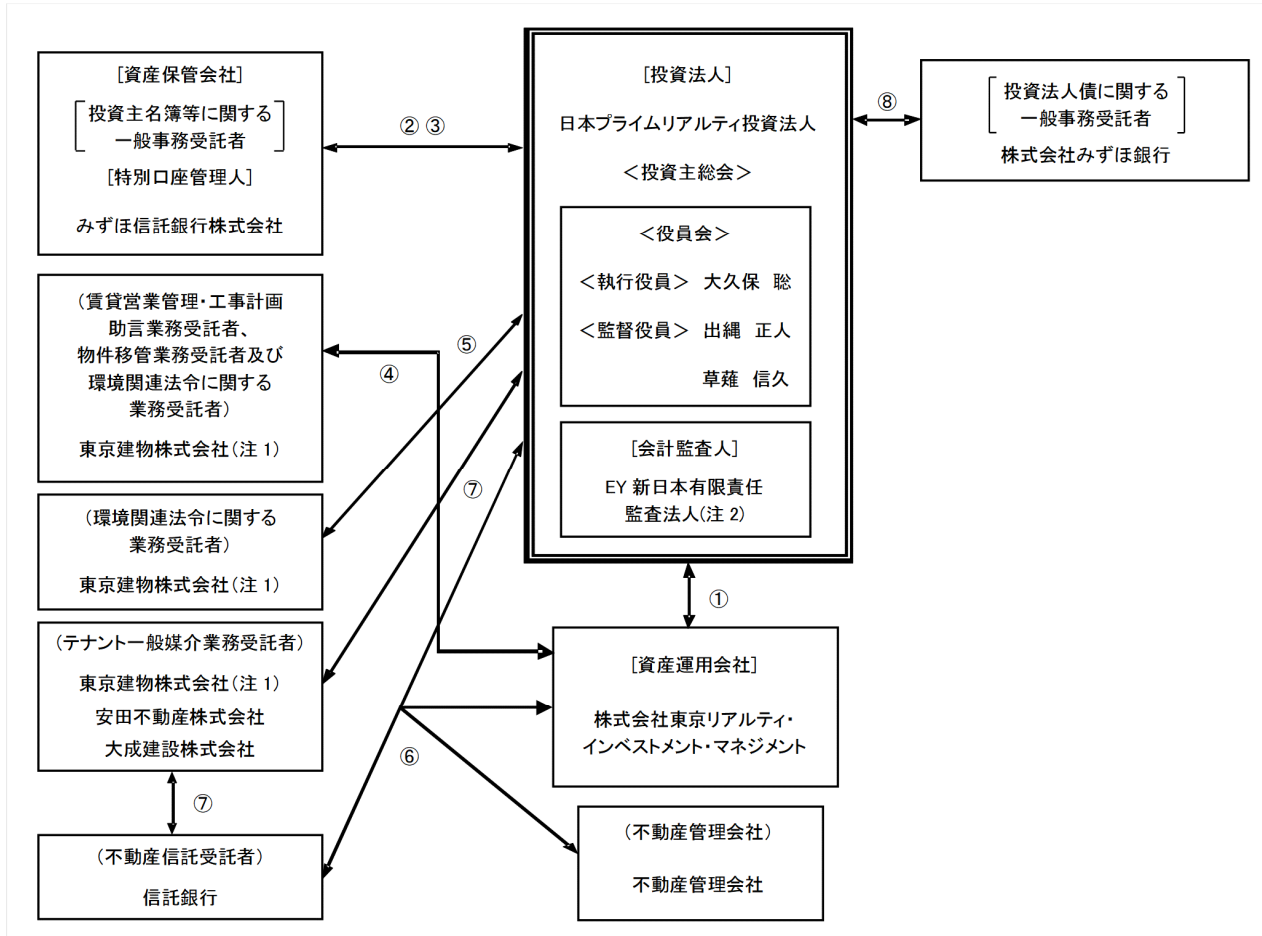 [資産保管会社]
投資主名簿等に関する
一般事務受託者
[特別口座管理人]
みずほ信託銀行株式会社
②③
[投資法人]
日本プライムリアルティ投資法人
＜投資主総会＞
＜役員会＞
＜執行役員＞ 大久保 聡
＜監督役員＞ 出縄 正人
草薙 信久
[会計監査人]
EY 新日本有限責任
監査法人(注 2)
⑧
投資法人債に関する
一般事務受託者
株式会社みずほ銀行
(賃貸営業管理・工事計画
助言業務受託者、
物件移管業務受託者及び
環境関連法令に関する
業務受託者)
東京建物株式会社(注 1)
④
⑤
(環境関連法令に関する
業務受託者)
東京建物株式会社(注 1)
⑦
①
(テナント一般媒介業務受託者)
東京建物株式会社(注 1)
安田不動産株式会社
大成建設株式会社
[資産運用会社]
株式会社東京リアルティ・
インベストメント・マネジメント
⑥
⑦
(不動産信託受託者)
信託銀行
(不動産管理会社)
不動産管理会社